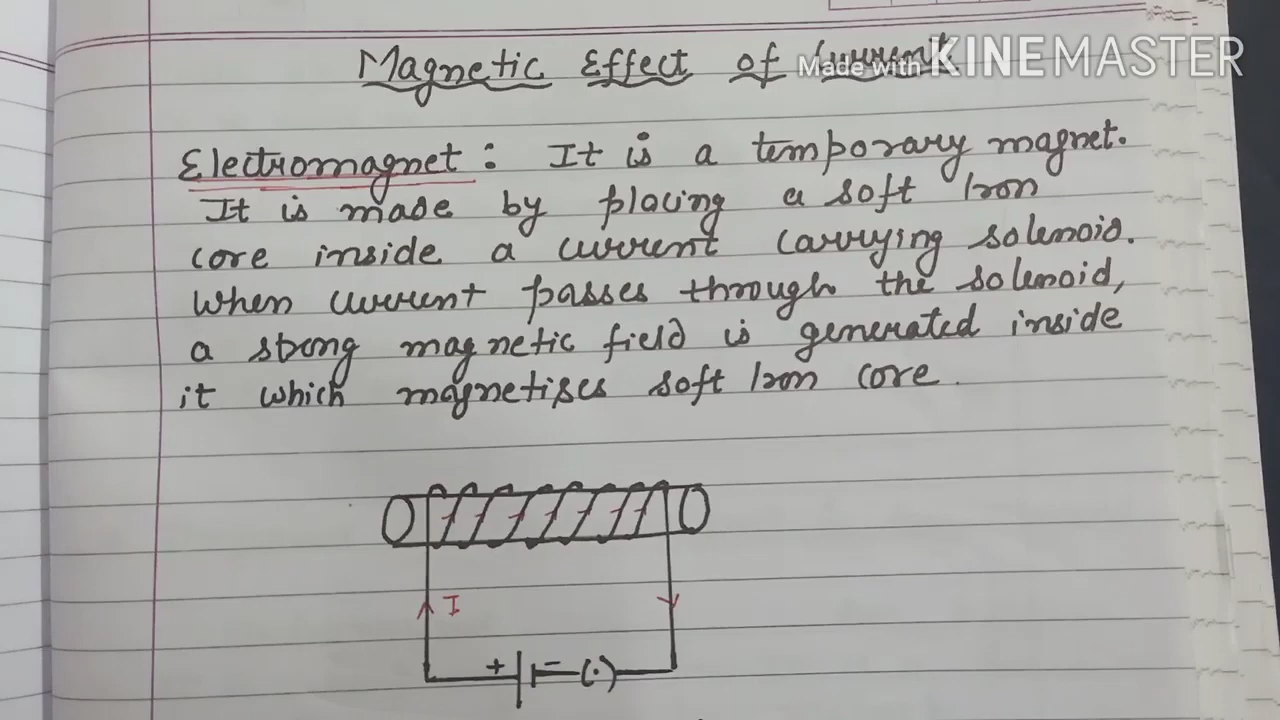 Magnetic Effect of Current
Made with KINEMASTER
Electromagnet : It is a temporary magnet.
It is made by placing a soft Iron
core inside a current carrying solenoid.
When current passes through the solenoid,
a strong magnetic field is generated inside
it which magnetises soft Iron core.
I
+ − (·)